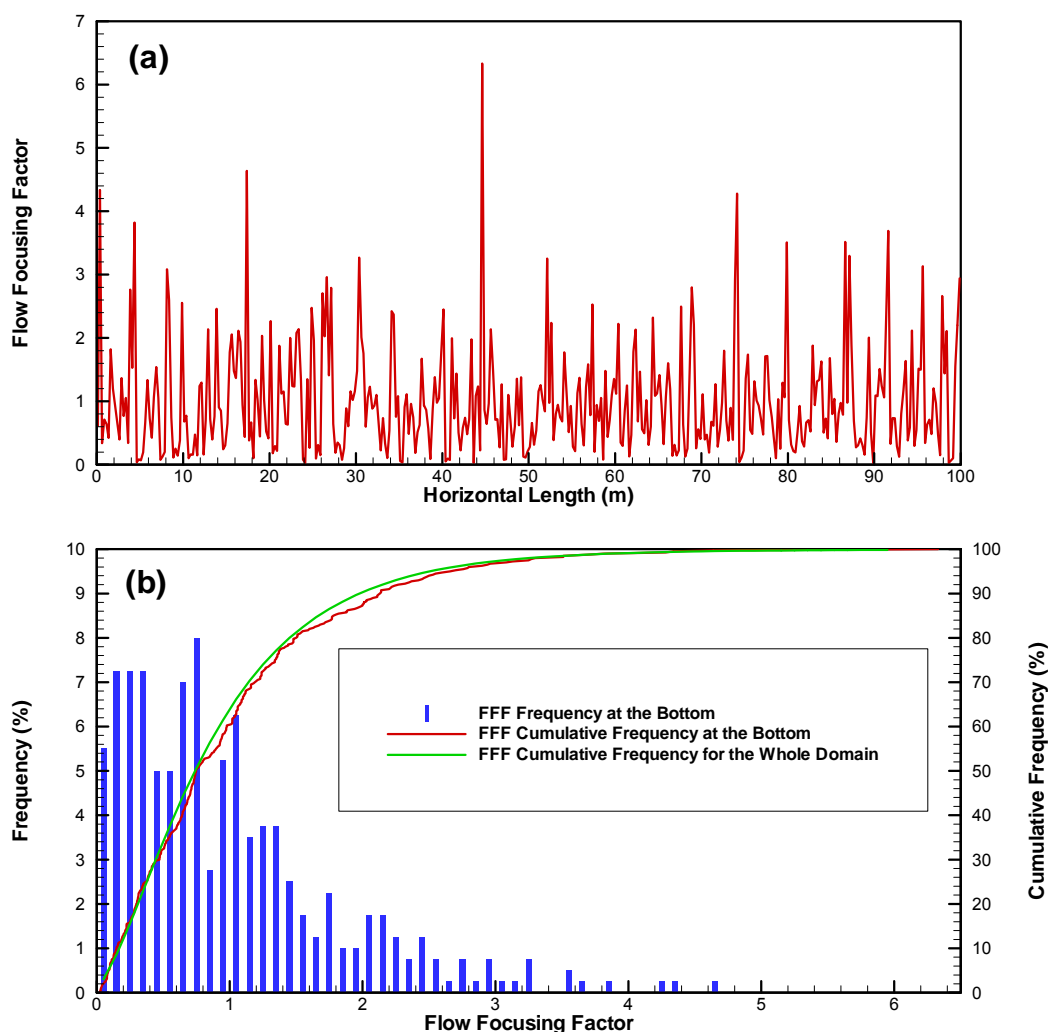 (a)
Flow Focusing Factor
7
6
5
4
3
2
1
0
0 10 20 30 40 50 60 70 80 90 100
Horizontal Length (m)
(b)
Frequency (%)
10
9
8
7
6
5
4
3
2
1
0
FFF Frequency at the Bottom
FFF Cumulative Frequency at the Bottom
FFF Cumulative Frequency for the Whole Domain
100
90
80
70
60
50
40
30
20
10
0
Cumulative Frequency (%)
0 1 2 3 4 5 6
Flow Focusing Factor